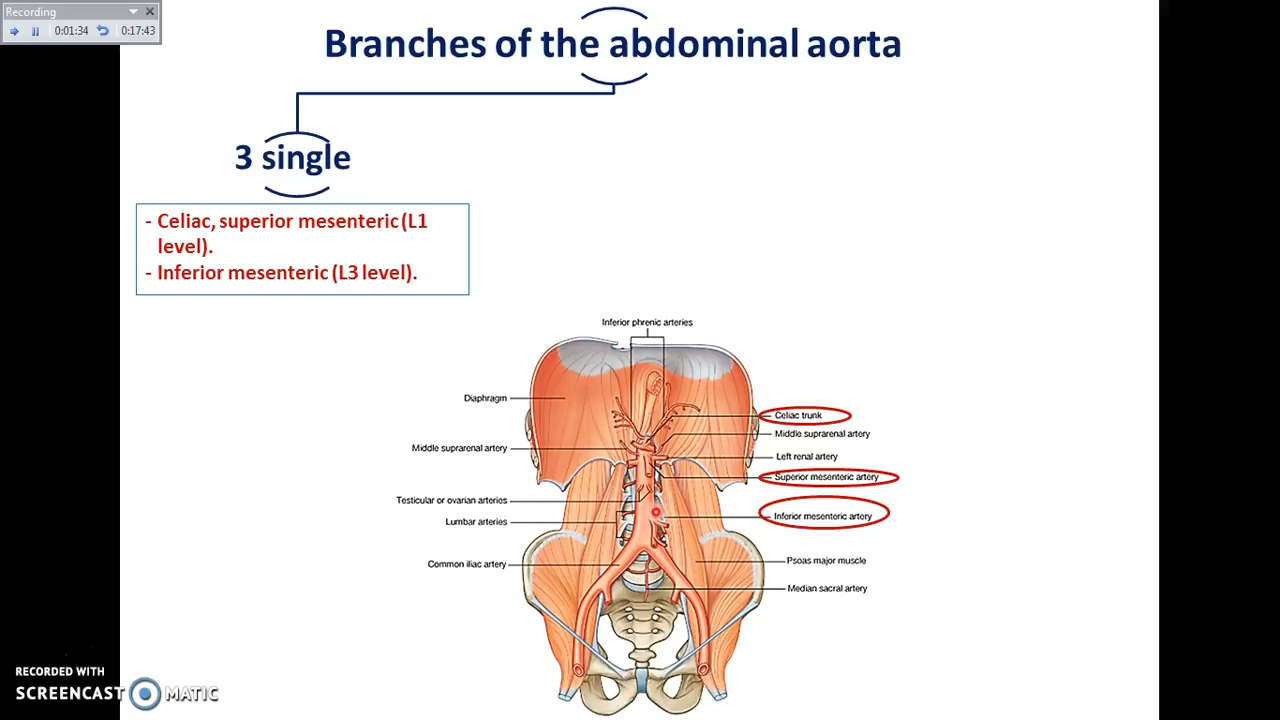 Recording
0:01:34
0:17:43
Branches of the abdominal aorta
3 single
- Celiac, superior mesenteric (L1
level).
- Inferior mesenteric (L3 level).
Inferior phrenic arteries
Diaphragm
Celiac trunk
Middle suprarenal artery
Middle suprarenal artery
Left renal artery
Superior mesenteric artery
Testicular or ovarian arteries
Inferior mesenteric artery
Lumbar arteries
Common iliac artery
Psoas major muscle
Median sacral artery
RECORDED WITH
SCREENCAST MATIC